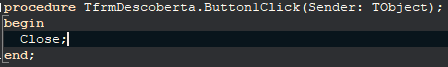 procedure TfrmDescoberta.Button1Click(Sender: TObject);
begin
  Close;
end;